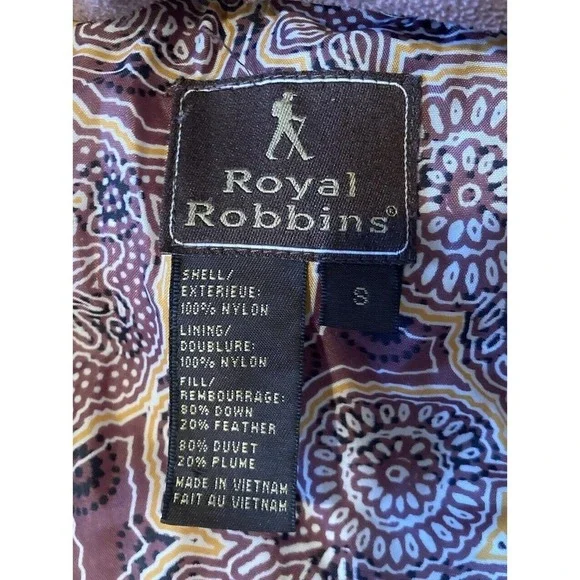 Royal
Robbins®
S
SHELL/
EXTERIEUE:
100% NYLON
LINING/
DOUBLURE:
100% NYLON
FILL/
REMBOURRAGE:
80% DOWN
20% FEATHER
80% DUVET
20% PLUME
MADE IN VIETNAM
FAIT AU VIETNAM